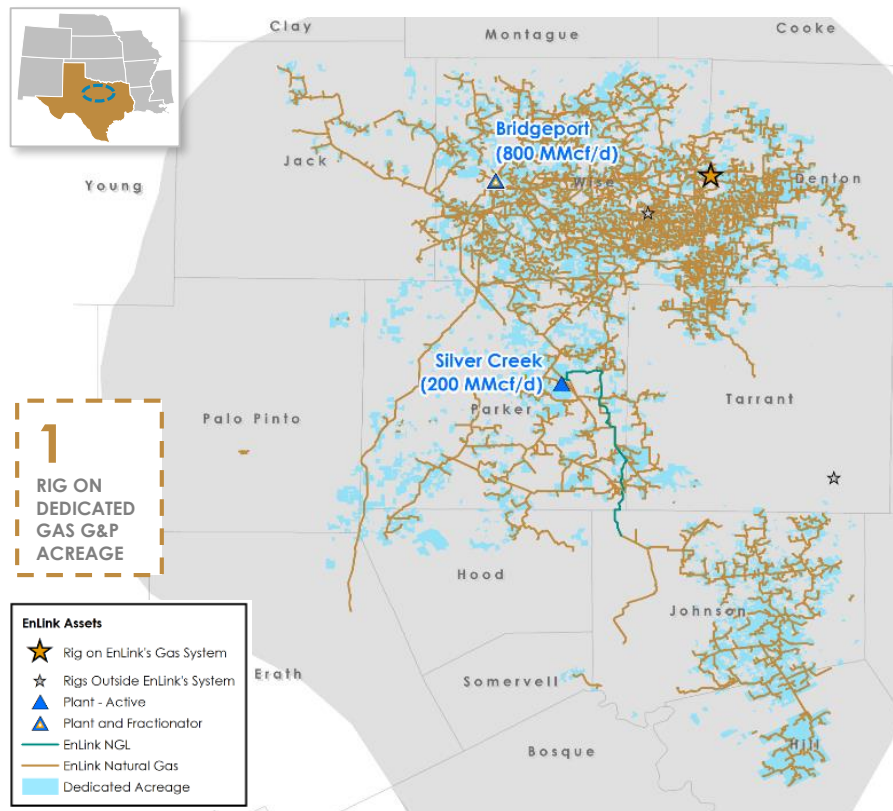 Clay
Montague
Cooke
Bridgeport
(800 MMcf/d)
Jack
Wise
Denton
Young
Silver Creek
(200 MMcf/d)
Parker
Tarrant
Palo Pinto
1
RIG ON
DEDICATED
GAS G&P
ACREAGE
Hood
Johnson
Erath
Somervell
Bosque
Hill
EnLink Assets
Rig on EnLink's Gas System
Rigs Outside EnLink's System
Plant - Active
Plant and Fractionator
EnLink NGL
EnLink Natural Gas
Dedicated Acreage